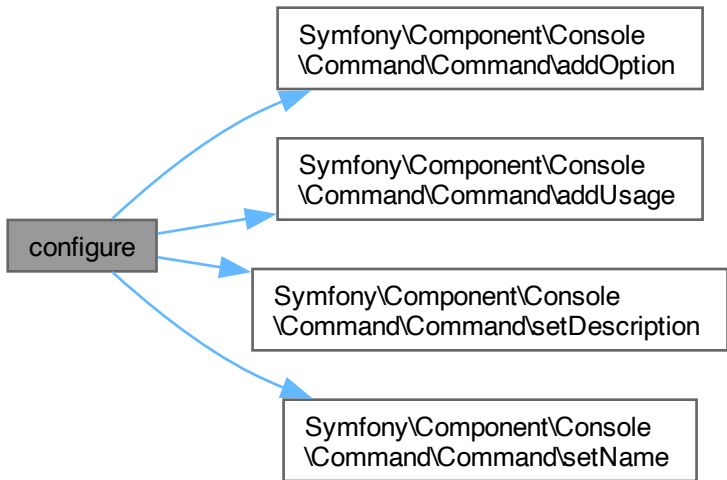 Symfony\Component\Console
\Command\Command\addOption
Symfony\Component\Console
\Command\Command\addUsage
configure
Symfony\Component\Console
\Command\Command\setDescription
Symfony\Component\Console
\Command\Command\setName